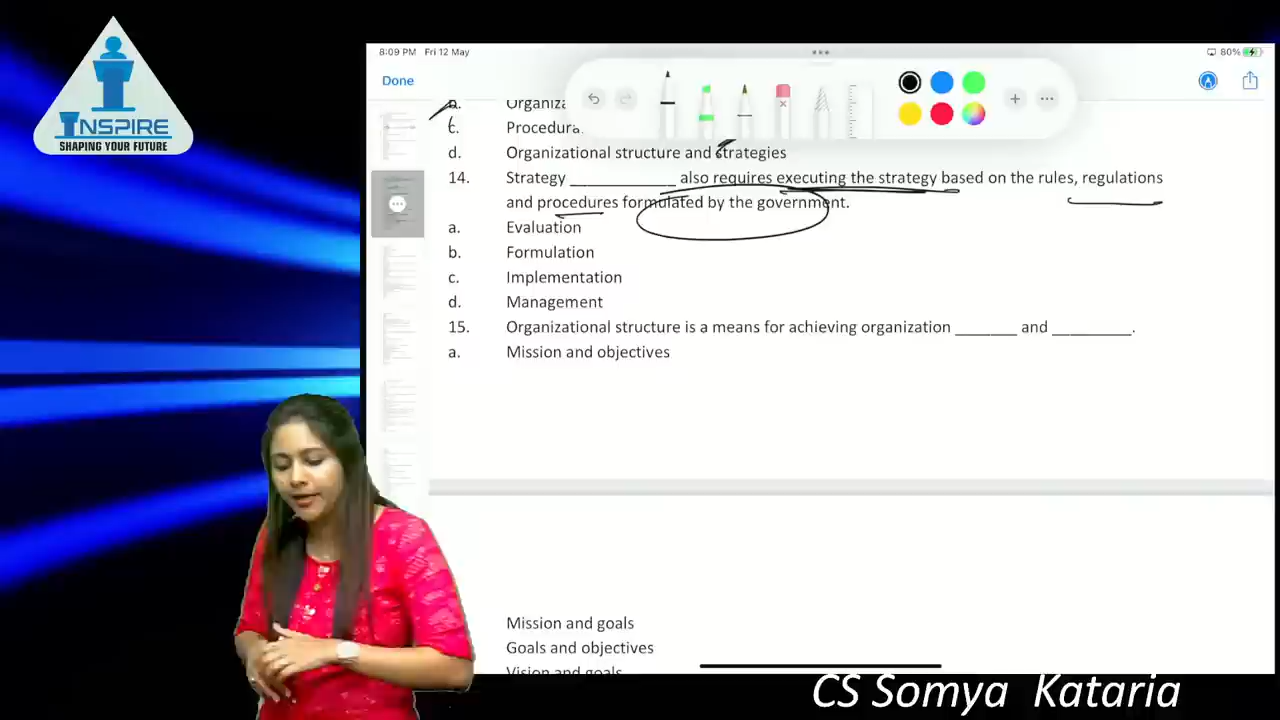 INSPIRE
SHAPING YOUR FUTURE
8:09 PM Fri 12 May
80%
Done
Organiza
c. Procedura
d. Organizational structure and strategies
14. Strategy ____________ also requires executing the strategy based on the rules, regulations
and procedures formulated by the government.
a. Evaluation
b. Formulation
c. Implementation
d. Management
15. Organizational structure is a means for achieving organization _______ and _________.
a. Mission and objectives
Mission and goals
Goals and objectives
Vision and goals
CS Somya Kataria